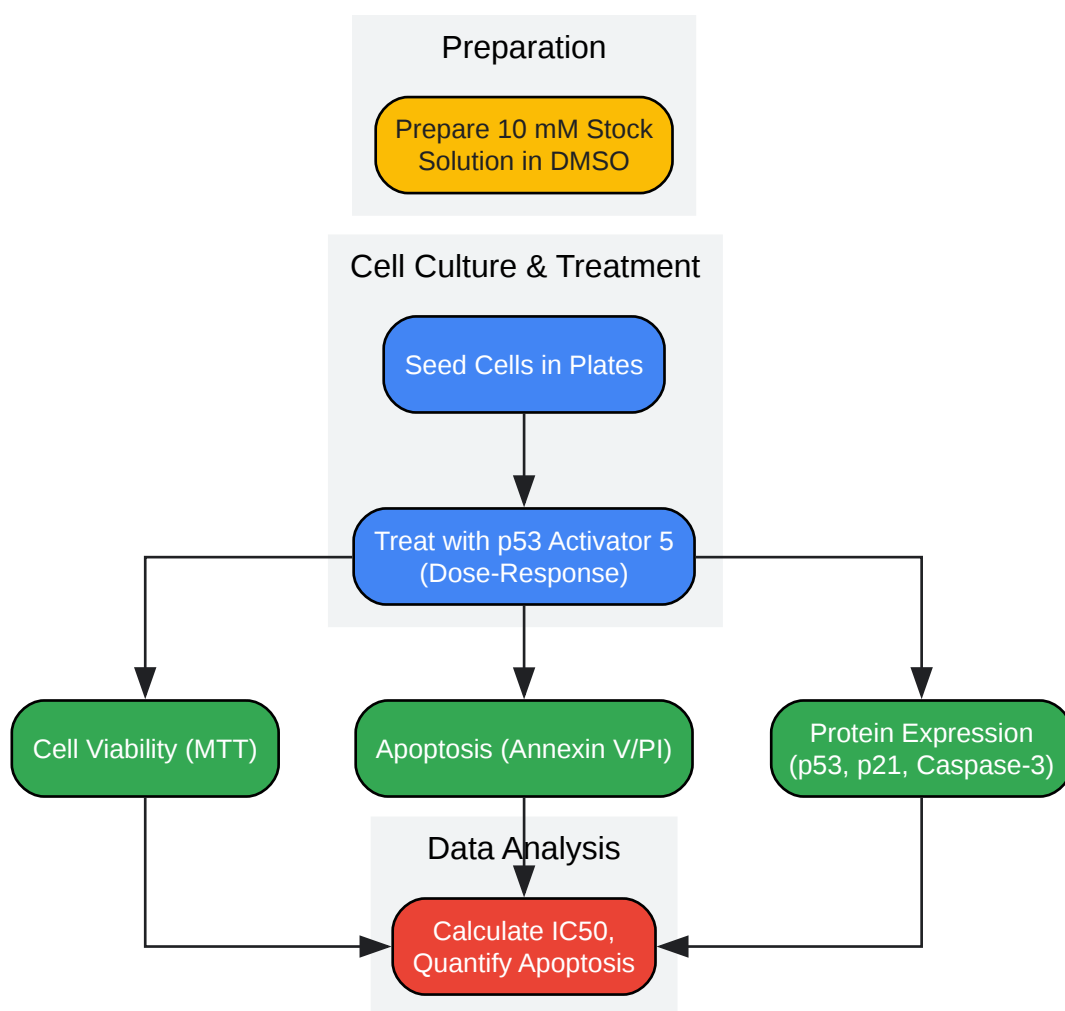 Preparation
Prepare 10 mM Stock
Solution in DMSO
Cell Culture & Treatment
Seed Cells in Plates
Treat with p53 Activator 5
(Dose-Response)
Cell Viability (MTT)
Apoptosis (Annexin V/PI)
Protein Expression
(p53, p21, Caspase-3)
Data Analysis
Calculate IC50,
Quantify Apoptosis